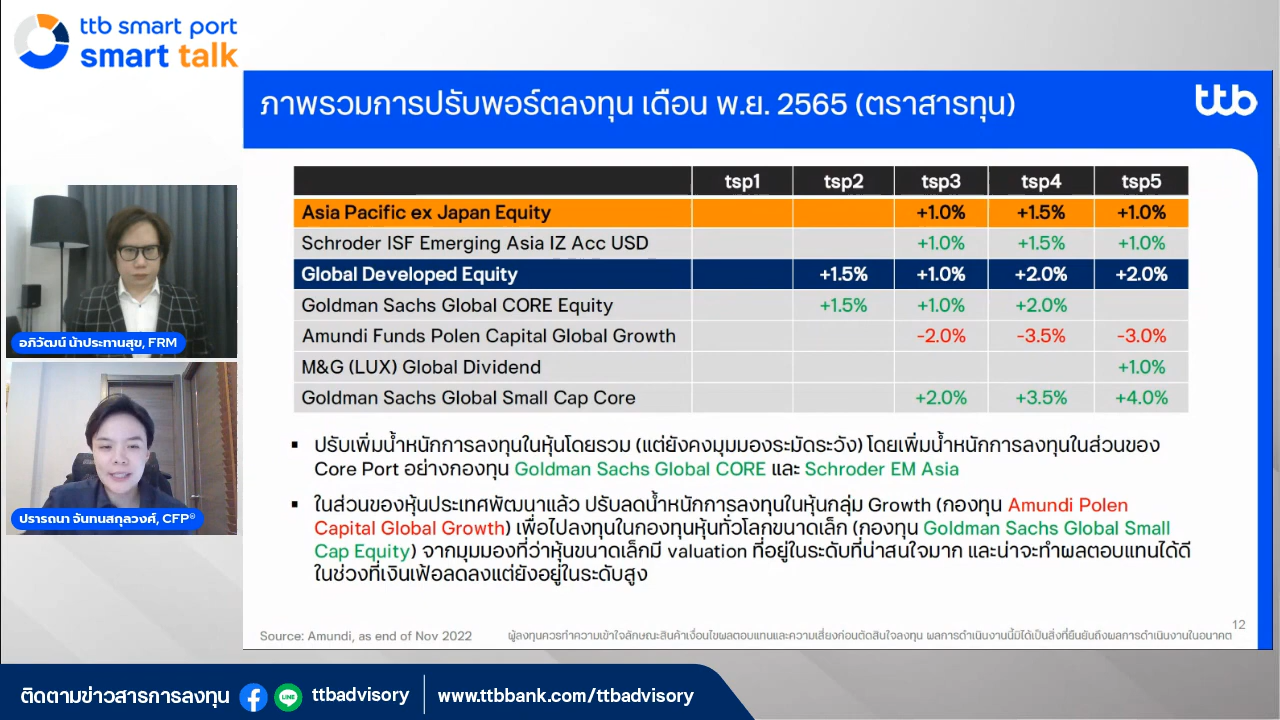 ttb smart port
smart talk
ภาพรวมการปรับพอร์ตลงทุน เดือน พ.ย. 2565 (ตราสารทุน)
ttb
tsp1 tsp2 tsp3 tsp4 tsp5
Asia Pacific ex Japan Equity +1.0% +1.5% +1.0%
Schroder ISF Emerging Asia IZ Acc USD +1.0% +1.5% +1.0%
Global Developed Equity +1.5% +1.0% +2.0% +2.0%
Goldman Sachs Global CORE Equity +1.5% +1.0% +2.0%
Amundi Funds Polen Capital Global Growth -2.0% -3.5% -3.0%
M&G (LUX) Global Dividend +1.0%
Goldman Sachs Global Small Cap Core +2.0% +3.5% +4.0%
▪ ปรับเพิ่มน้ำหนักการลงทุนในหุ้นโดยรวม (แต่ยังคงมุมมองระมัดระวัง) โดยเพิ่มน้ำหนักการลงทุนในส่วนของ
Core Port อย่างกองทุน Goldman Sachs Global CORE และ Schroder EM Asia
▪ ในส่วนของหุ้นประเทศพัฒนาแล้ว ปรับลดน้ำหนักการลงทุนในหุ้นกลุ่ม Growth (กองทุน Amundi Polen
Capital Global Growth) เพื่อไปลงทุนในกองทุนหุ้นทั่วโลกขนาดเล็ก (กองทุน Goldman Sachs Global Small
Cap Equity) จากมุมมองที่ว่าหุ้นขนาดเล็กมี valuation ที่อยู่ในระดับที่น่าสนใจมาก และน่าจะทำผลตอบแทนได้ดี
ในช่วงที่เงินเฟ้อลดลงแต่ยังอยู่ในระดับสูง
12
Source: Amundi, as end of Nov 2022 ผู้ลงทุนควรทำความเข้าใจลักษณะสินค้าเงื่อนไขผลตอบแทนและความเสี่ยงก่อนตัดสินใจลงทุน ผลการดำเนินงานนี้มิได้เป็นสิ่งที่ยืนยันถึงผลการดำเนินงานในอนาคต
อภิวัฒน์ น้าประทานสุข, FRM
ปรารถนา จันทนสกุลวงศ์, CFP®
ติดตามข่าวสารการลงทุน LINE ttbadvisory www.ttbbank.com/ttbadvisory